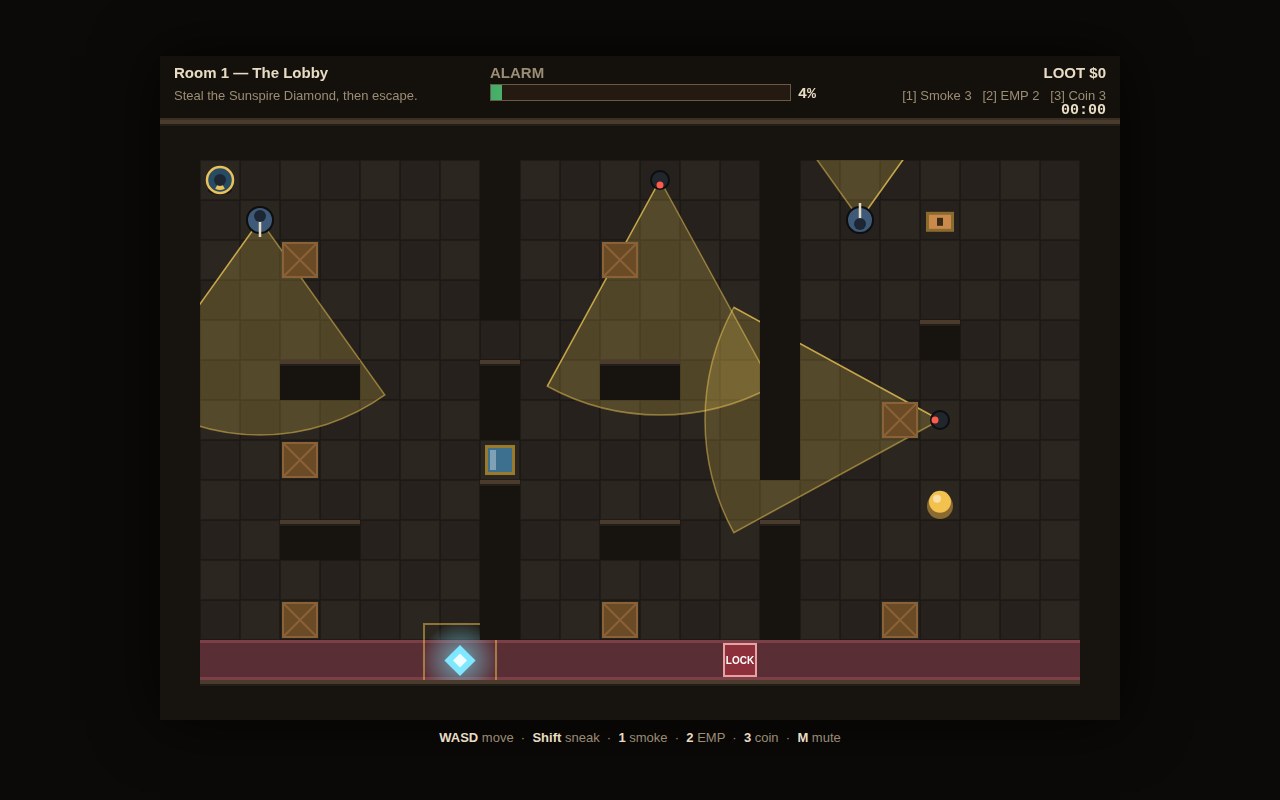 Room 1 — The Lobby
Steal the Sunspire Diamond, then escape.
ALARM
4%
LOOT $0
[1] Smoke 3 [2] EMP 2 [3] Coin 3
00:00
LOCK
WASD move · Shift sneak · 1 smoke · 2 EMP · 3 coin · M mute